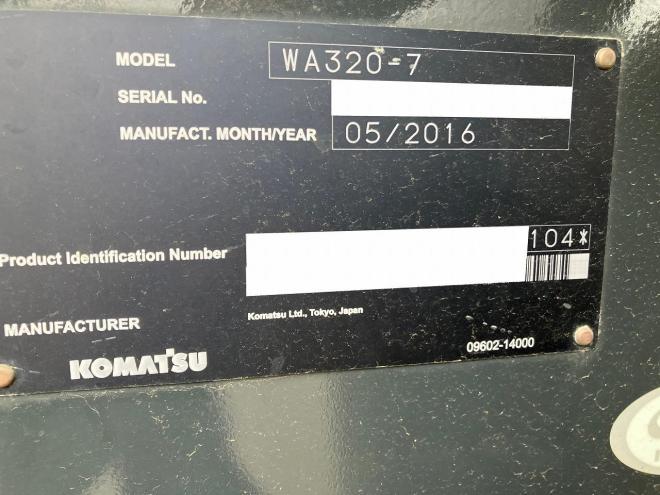 MODEL WA320-7
SERIAL No.
MANUFACT. MONTH/YEAR 05/2016
Product Identification Number 104*
MANUFACTURER Komatsu Ltd., Tokyo, Japan
KOMATSU 09602-14000